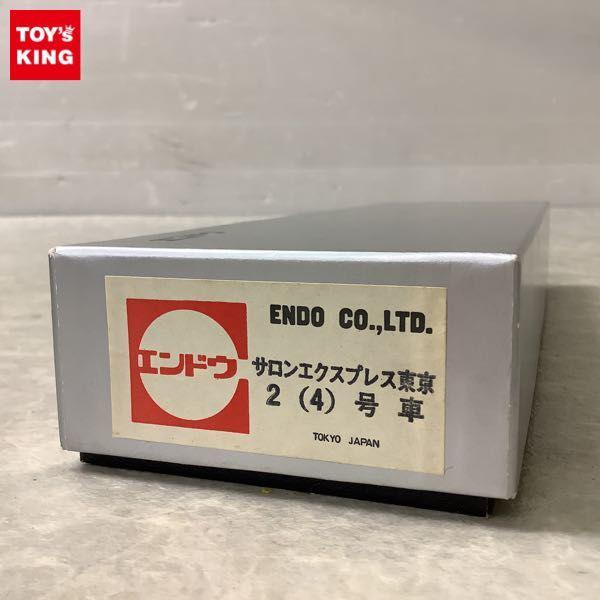 TOY'S
KING
ENDO CO.,LTD.
エンドウ
サロンエクスプレス東京
2 (4) 号車
TOKYO JAPAN